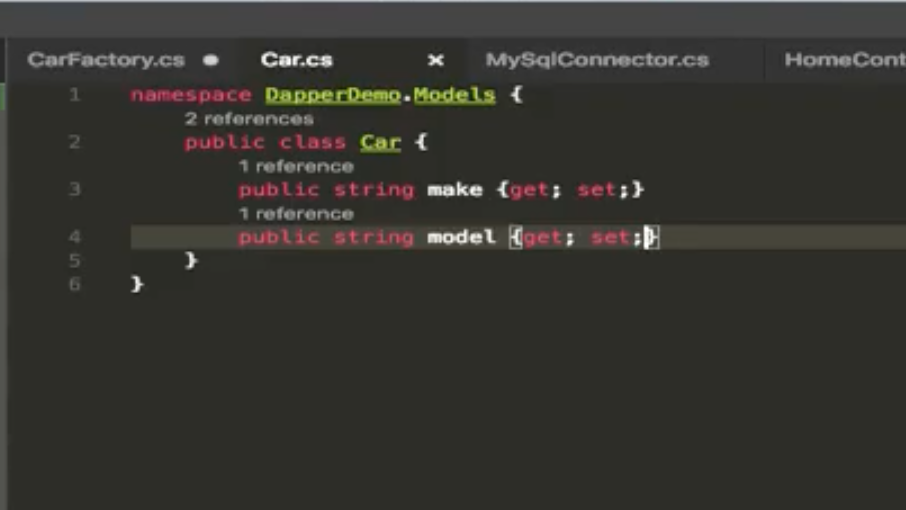 CarFactory.cs Car.cs × MySqlConnector.cs HomeCont
1 namespace DapperDemo.Models {
2 references
2 public class Car {
1 reference
3 public string make {get; set;}
1 reference
4 public string model {get; set;}
5 }
6 }